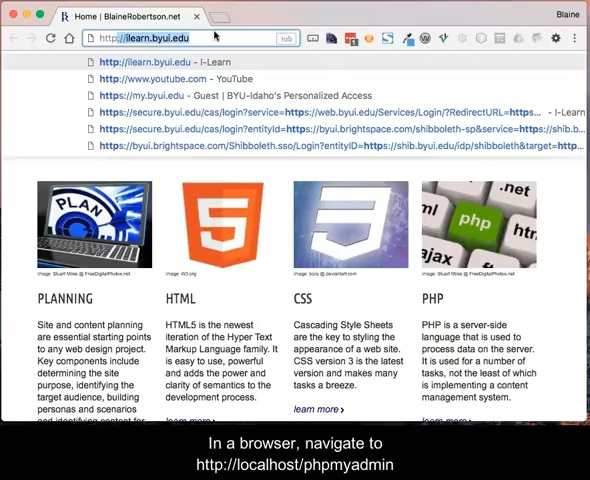 Home | BlaineRobertson.net
Blaine
http://ilearn.byui.edu
tab
http://ilearn.byui.edu - I-Learn
http://www.youtube.com - YouTube
https://my.byui.edu - Guest | BYU-Idaho's Personalized Access
https://secure.byui.edu/cas/login?service=https://web.byui.edu/Services/Login/?RedirectURL=https... - I-Learn
https://secure.byui.edu/cas/login?entityId=https://byui.brightspace.com/shibboleth-sp&service=https://shib.b...
https://byui.brightspace.com/Shibboleth.sso/Login?entityID=https://shib.byui.edu/idp/shibboleth&target=http...
PLAN
5
.net
ml
php
ajax
Image: Stuart Miles @ FreeDigitalPhotos.net
Image: W3.org
Image: Stuart Miles @ FreeDigitalPhotos.net
PLANNING
HTML
CSS
PHP
Site and content planning
are essential starting points
to any web design project.
Key components include
determining the site
purpose, identifying the
target audience, building
personas and scenarios
and identifying content for
HTML5 is the newest
iteration of the Hyper Text
Markup Language family. It
is easy to use, powerful
and adds the power and
clarity of semantics to the
development process.
learn more ›
Cascading Style Sheets
are the key to styling the
appearance of a web site.
CSS version 3 is the latest
version and makes many
tasks a breeze.
learn more ›
PHP is a server-side
language that is used to
process data on the server.
It is used for a number of
tasks, not the least of which
is implementing a content
management system.
learn more ›
In a browser, navigate to
http://localhost/phpmyadmin